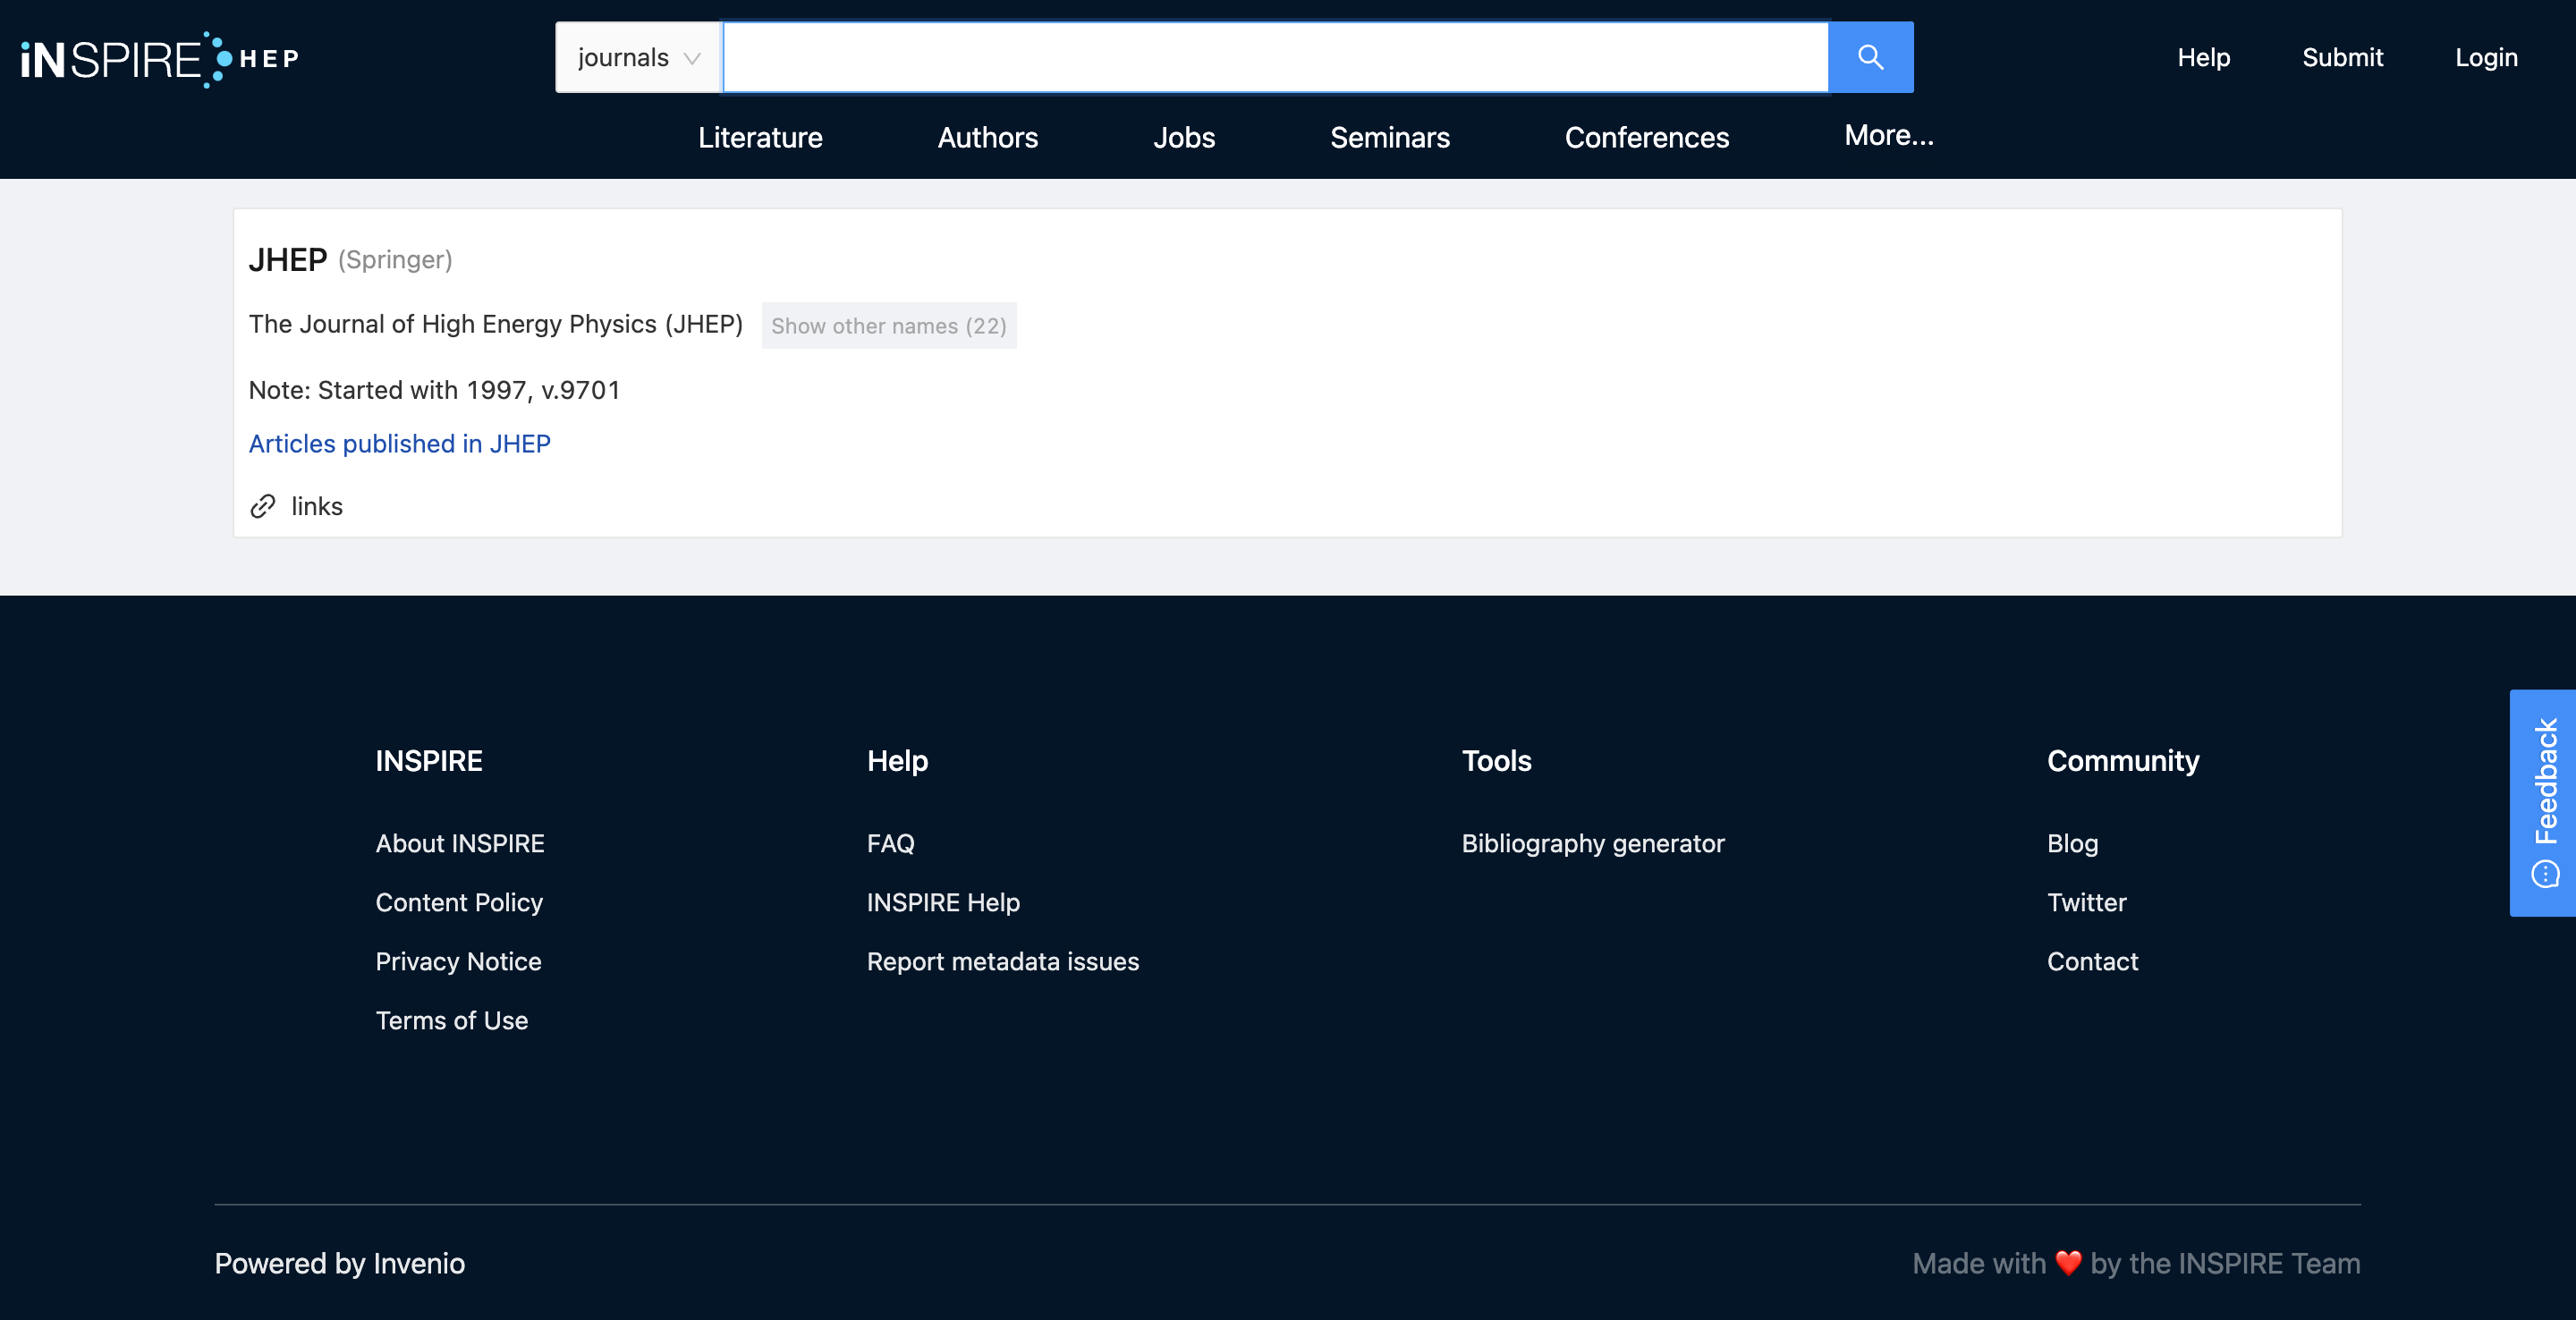 iNSPIRE HEP
journals
Help Submit Login
Literature Authors Jobs Seminars Conferences More...
JHEP (Springer)
The Journal of High Energy Physics (JHEP) Show other names (22)
Note: Started with 1997, v.9701
Articles published in JHEP
links
Feedback
INSPIRE
About INSPIRE
Content Policy
Privacy Notice
Terms of Use
Help
FAQ
INSPIRE Help
Report metadata issues
Tools
Bibliography generator
Community
Blog
Twitter
Contact
Powered by Invenio
Made with ❤️ by the INSPIRE Team